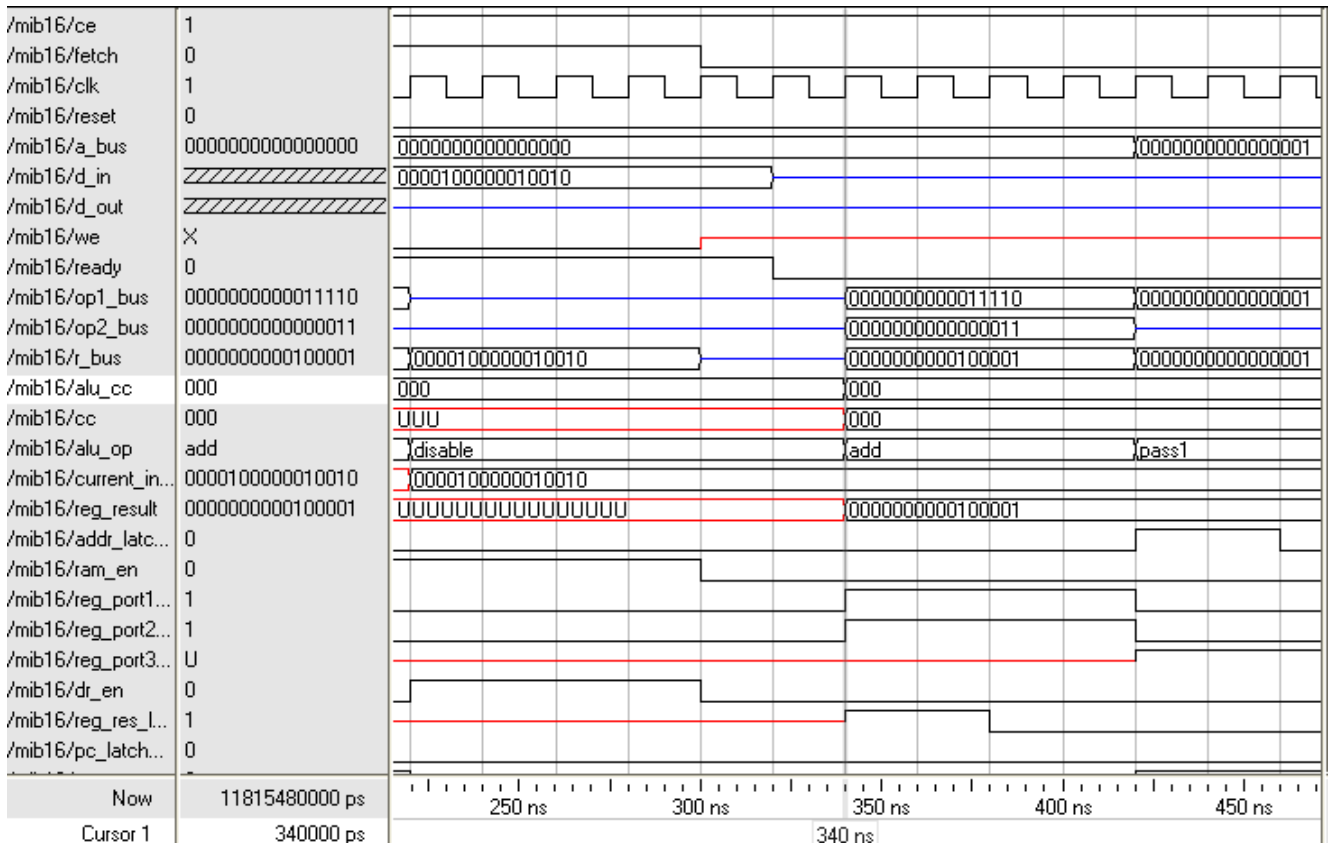 /mib16/ce 1
/mib16/fetch 0
/mib16/clk 1
/mib16/reset 0
/mib16/a_bus 0000000000000000 0000000000000000 0000000000000001
/mib16/d_in ZZZZZZZZZZZZZZZZ 0000100000010010
/mib16/d_out ZZZZZZZZZZZZZZZZ
/mib16/we X
/mib16/ready 0
/mib16/op1_bus 0000000000011110 0000000000011110 0000000000000001
/mib16/op2_bus 0000000000000011 0000000000000011
/mib16/r_bus 0000000000100001 0000100000010010 0000000000100001 0000000000000001
/mib16/alu_cc 000 000 000
/mib16/cc 000 UUU 000
/mib16/alu_op add disable add pass1
/mib16/current_in... 0000100000010010 0000100000010010
/mib16/reg_result 0000000000100001 UUUUUUUUUUUUUUUU 0000000000100001
/mib16/addr_latc... 0
/mib16/ram_en 0
/mib16/reg_port1... 1
/mib16/reg_port2... 1
/mib16/reg_port3... U
/mib16/dr_en 0
/mib16/reg_res_l... 1
/mib16/pc_latch... 0
Now 11815480000 ps 250 ns 300 ns 350 ns 400 ns 450 ns
Cursor 1 340000 ps 340 ns